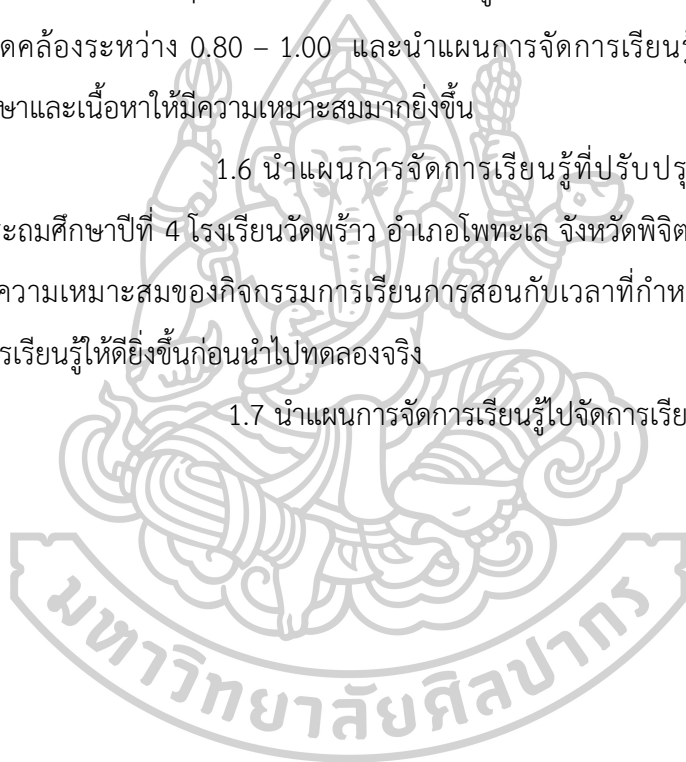 ดคล้องระหว่าง 0.80 – 1.00 และนำแผนการจัดการเรียนรู้
ษาและเนื้อหาให้มีความเหมาะสมมากยิ่งขึ้น
1.6 นำแผนการจัดการเรียนรู้ที่ปรับปรุ
ระถมศึกษาปีที่ 4 โรงเรียนวัดพร้าว อำเภอโพทะเล จังหวัดพิจิต
ความเหมาะสมของกิจกรรมการเรียนการสอนกับเวลาที่กำห
ารเรียนรู้ให้ดียิ่งขึ้นก่อนนำไปทดลองจริง
1.7 นำแผนการจัดการเรียนรู้ไปจัดการเรีย
มหาวิทยาลัยศิลปากร